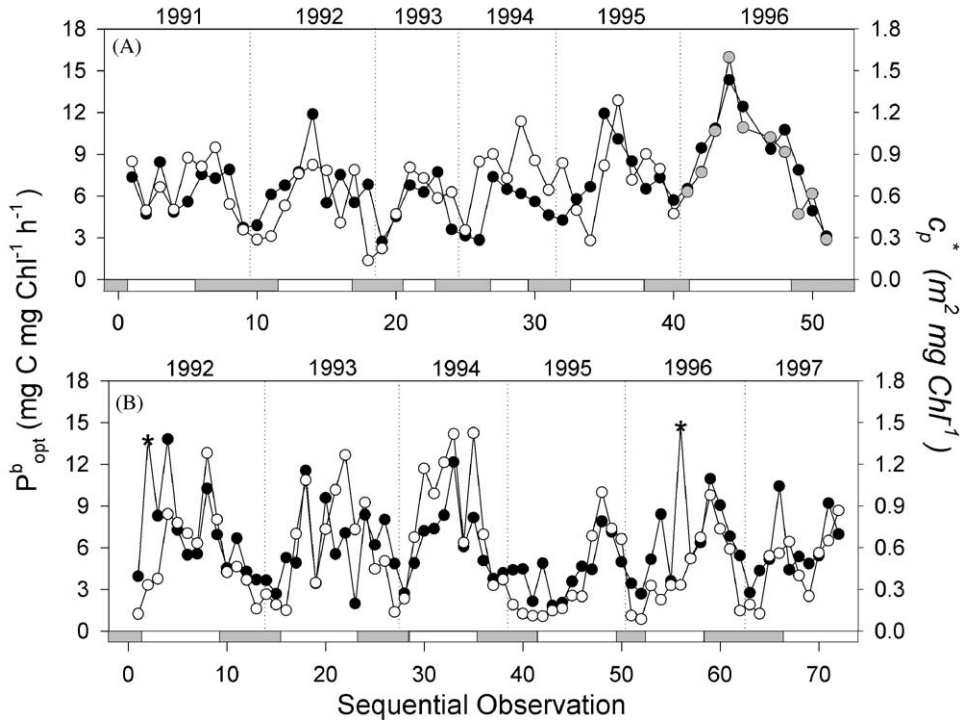 1991 1992 1993 1994 1995 1996
(A)
18 1.8
15 1.5
12 1.2
9 0.9
6 0.6
3 0.3
0 0.0
0 10 20 30 40 50
1992 1993 1994 1995 1996 1997
(B)
18 1.8
15 1.5
* *
12 1.2
9 0.9
6 0.6
3 0.3
0 0.0
0 10 20 30 40 50 60 70
Sequential Observation
P^b_opt (mg C mg Chl^-1 h^-1)
c_p^* (m^2 mg Chl^-1)